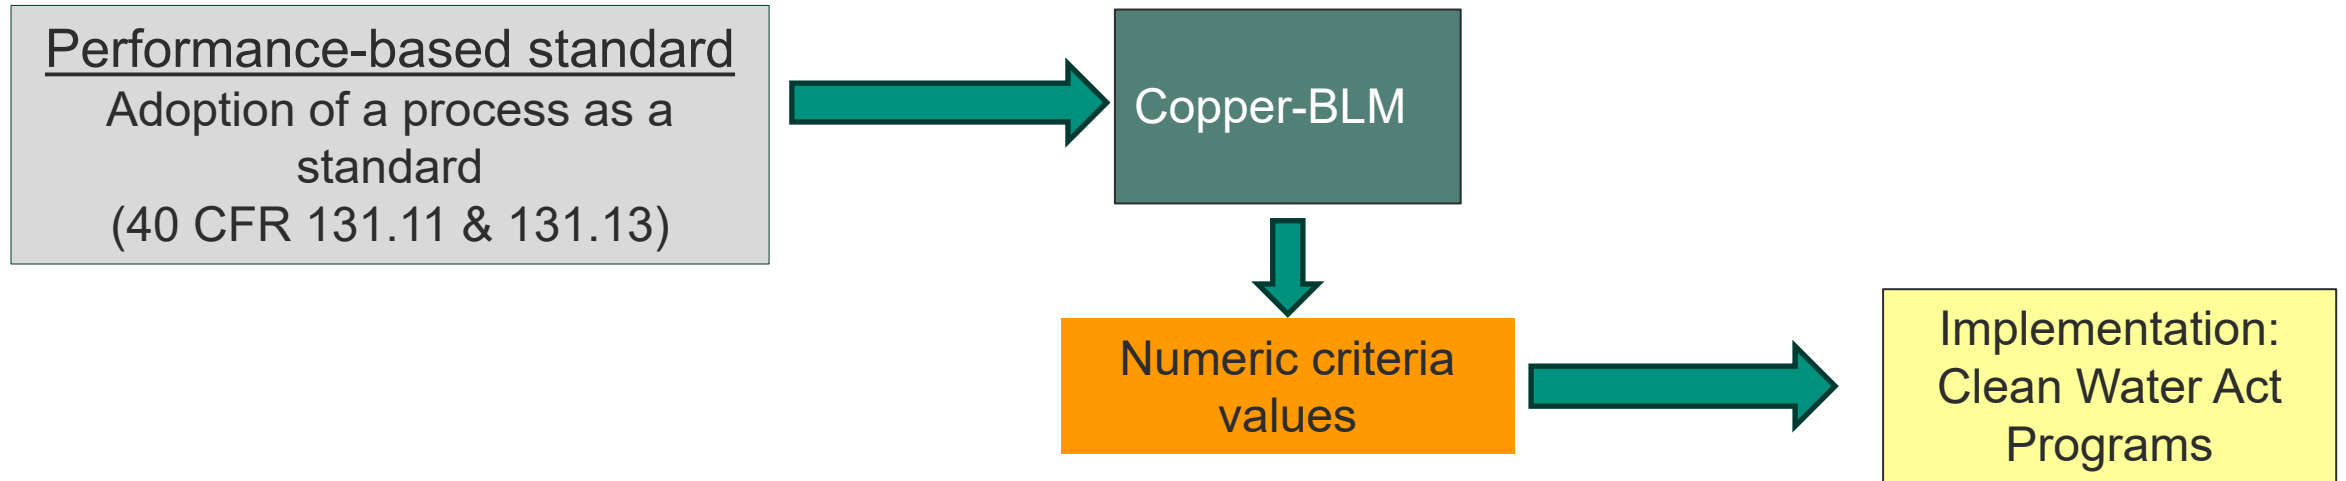 Performance-based standard
Adoption of a process as a
standard
(40 CFR 131.11 & 131.13)
Copper-BLM
Numeric criteria
values
Implementation:
Clean Water Act
Programs